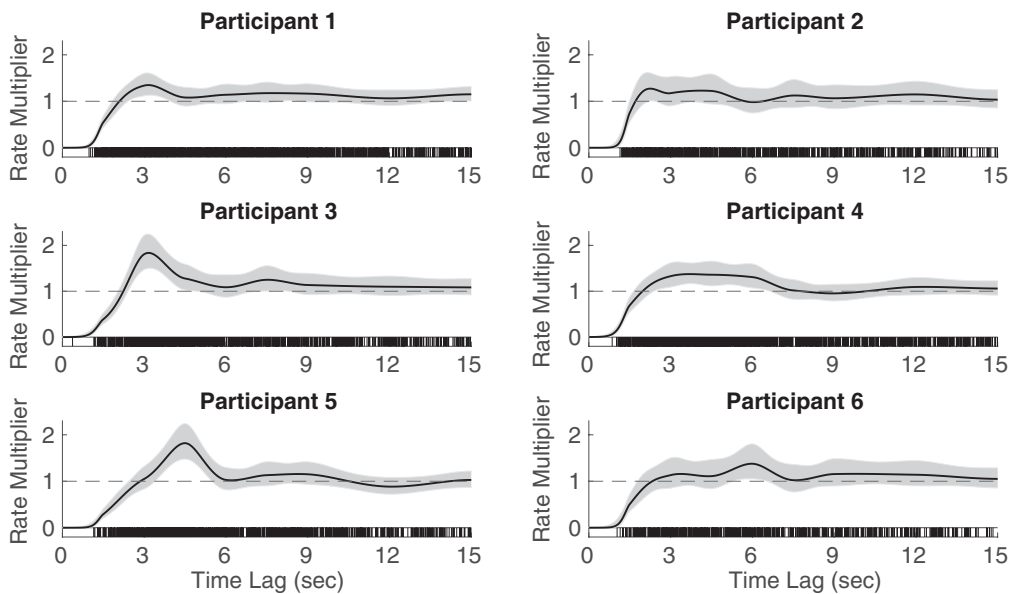 Participant 1
Rate Multiplier
2
1
0
0 3 6 9 12 15
Participant 2
Rate Multiplier
2
1
0
0 3 6 9 12 15
Participant 3
Rate Multiplier
2
1
0
0 3 6 9 12 15
Participant 4
Rate Multiplier
2
1
0
0 3 6 9 12 15
Participant 5
Rate Multiplier
2
1
0
0 3 6 9 12 15
Time Lag (sec)
Participant 6
Rate Multiplier
2
1
0
0 3 6 9 12 15
Time Lag (sec)